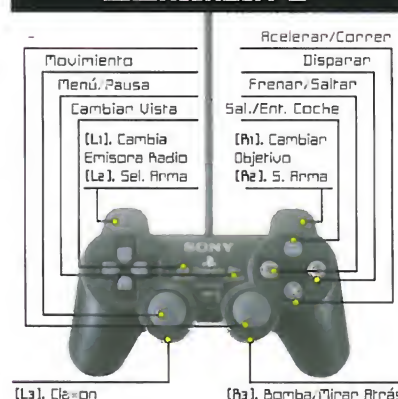 -
Acelerar/Correr
Movimiento
Disparar
Menú/Pausa
Frenar/Saltar
Cambiar Vista
Sal./Ent. Coche
[L1]. Cambia
Emisora Radio
[L2]. Sel. Arma
[R1]. Cambiar
Objetivo
[R2]. S. Arma
SONY
[L3]. Claxon
[R3]. Bomba/Mirar Atrás